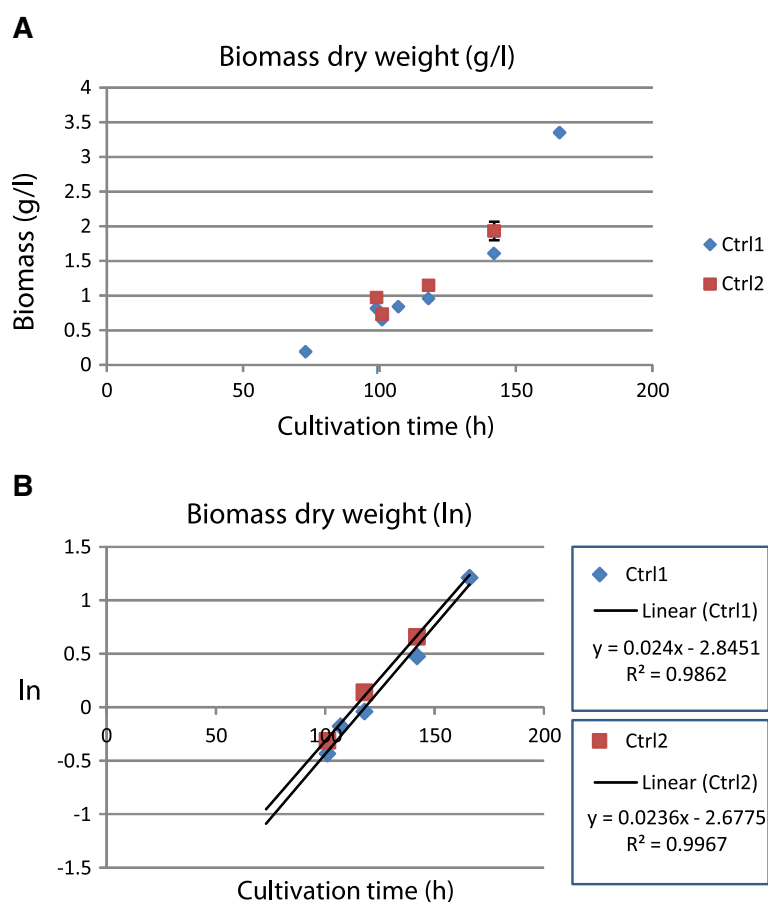 A
Biomass dry weight (g/l)
4
3.5
3
2.5
2
1.5
1
0.5
0
0 50 100 150 200
Biomass (g/l)
Cultivation time (h)
Ctrl1
Ctrl2
B
Biomass dry weight (ln)
1.5
1
0.5
0
-0.5
-1
-1.5
0 50 100 150 200
ln
Cultivation time (h)
Ctrl1
Linear (Ctrl1)
y = 0.024x - 2.8451
R² = 0.9862
Ctrl2
Linear (Ctrl2)
y = 0.0236x - 2.6775
R² = 0.9967